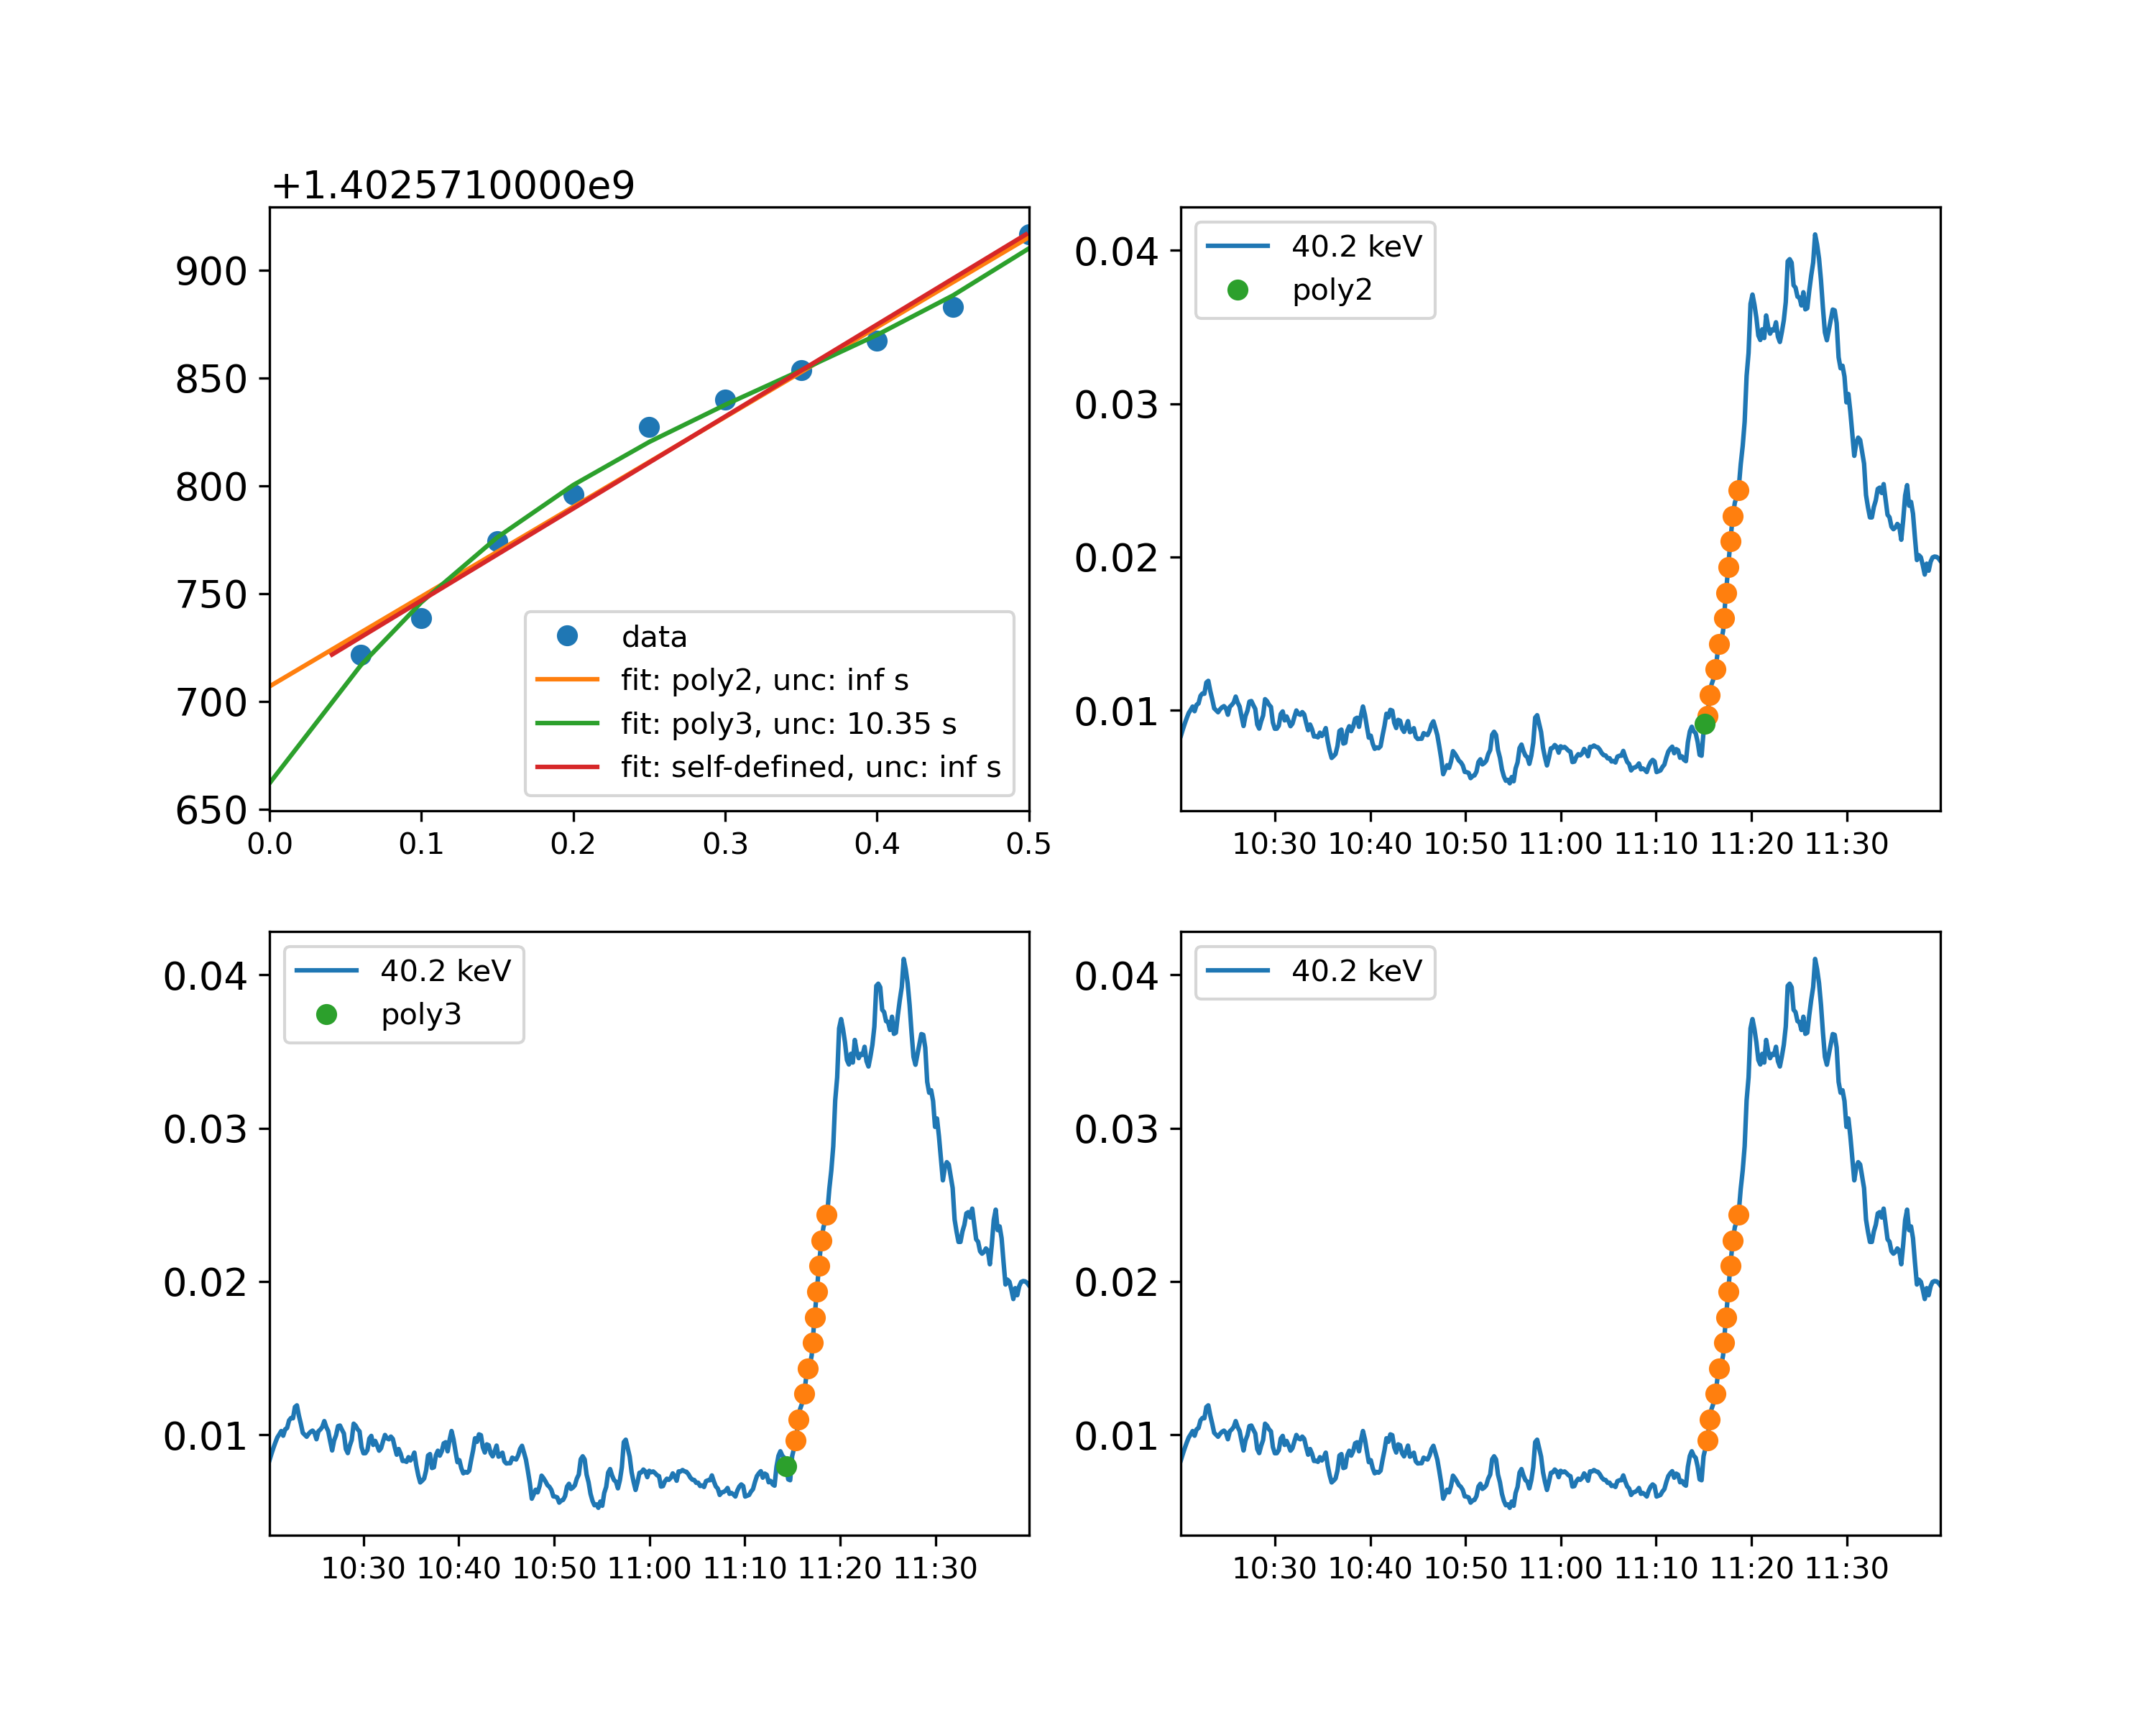 +1.4025710000e9
900
850
800
750
700
650
0.0 0.1 0.2 0.3 0.4 0.5
data
fit: poly2, unc: inf s
fit: poly3, unc: 10.35 s
fit: self-defined, unc: inf s
40.2 keV
poly2
0.04
0.03
0.02
0.01
10:30 10:40 10:50 11:00 11:10 11:20 11:30
40.2 keV
poly3
0.04
0.03
0.02
0.01
10:30 10:40 10:50 11:00 11:10 11:20 11:30
40.2 keV
0.04
0.03
0.02
0.01
10:30 10:40 10:50 11:00 11:10 11:20 11:30